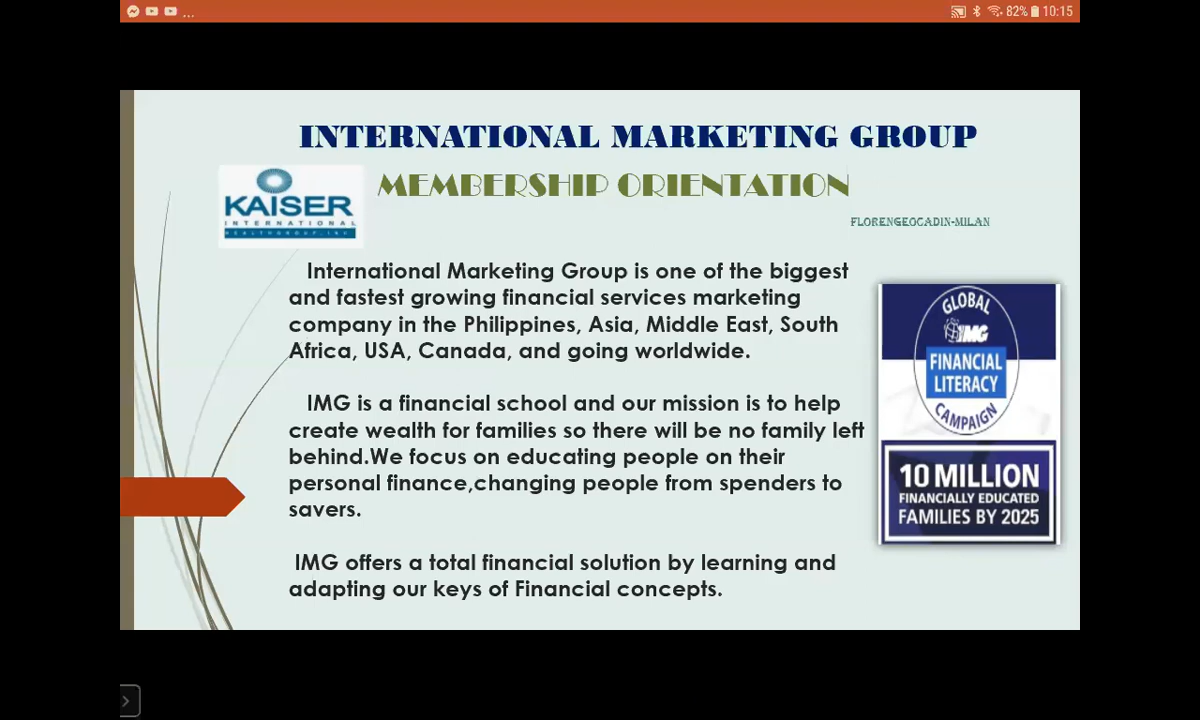 ... 82% 10:15
INTERNATIONAL MARKETING GROUP
MEMBERSHIP ORIENTATION
KAISER
INTERNATIONAL
HEALTHGROUP, INC.
FLORENGEOCADIN-MILAN
International Marketing Group is one of the biggest
and fastest growing financial services marketing
company in the Philippines, Asia, Middle East, South
Africa, USA, Canada, and going worldwide.
IMG is a financial school and our mission is to help
create wealth for families so there will be no family left
behind.We focus on educating people on their
personal finance,changing people from spenders to
savers.
IMG offers a total financial solution by learning and
adapting our keys of Financial concepts.
GLOBAL
IMG
FINANCIAL
LITERACY
CAMPAIGN
10 MILLION
FINANCIALLY EDUCATED
FAMILIES BY 2025